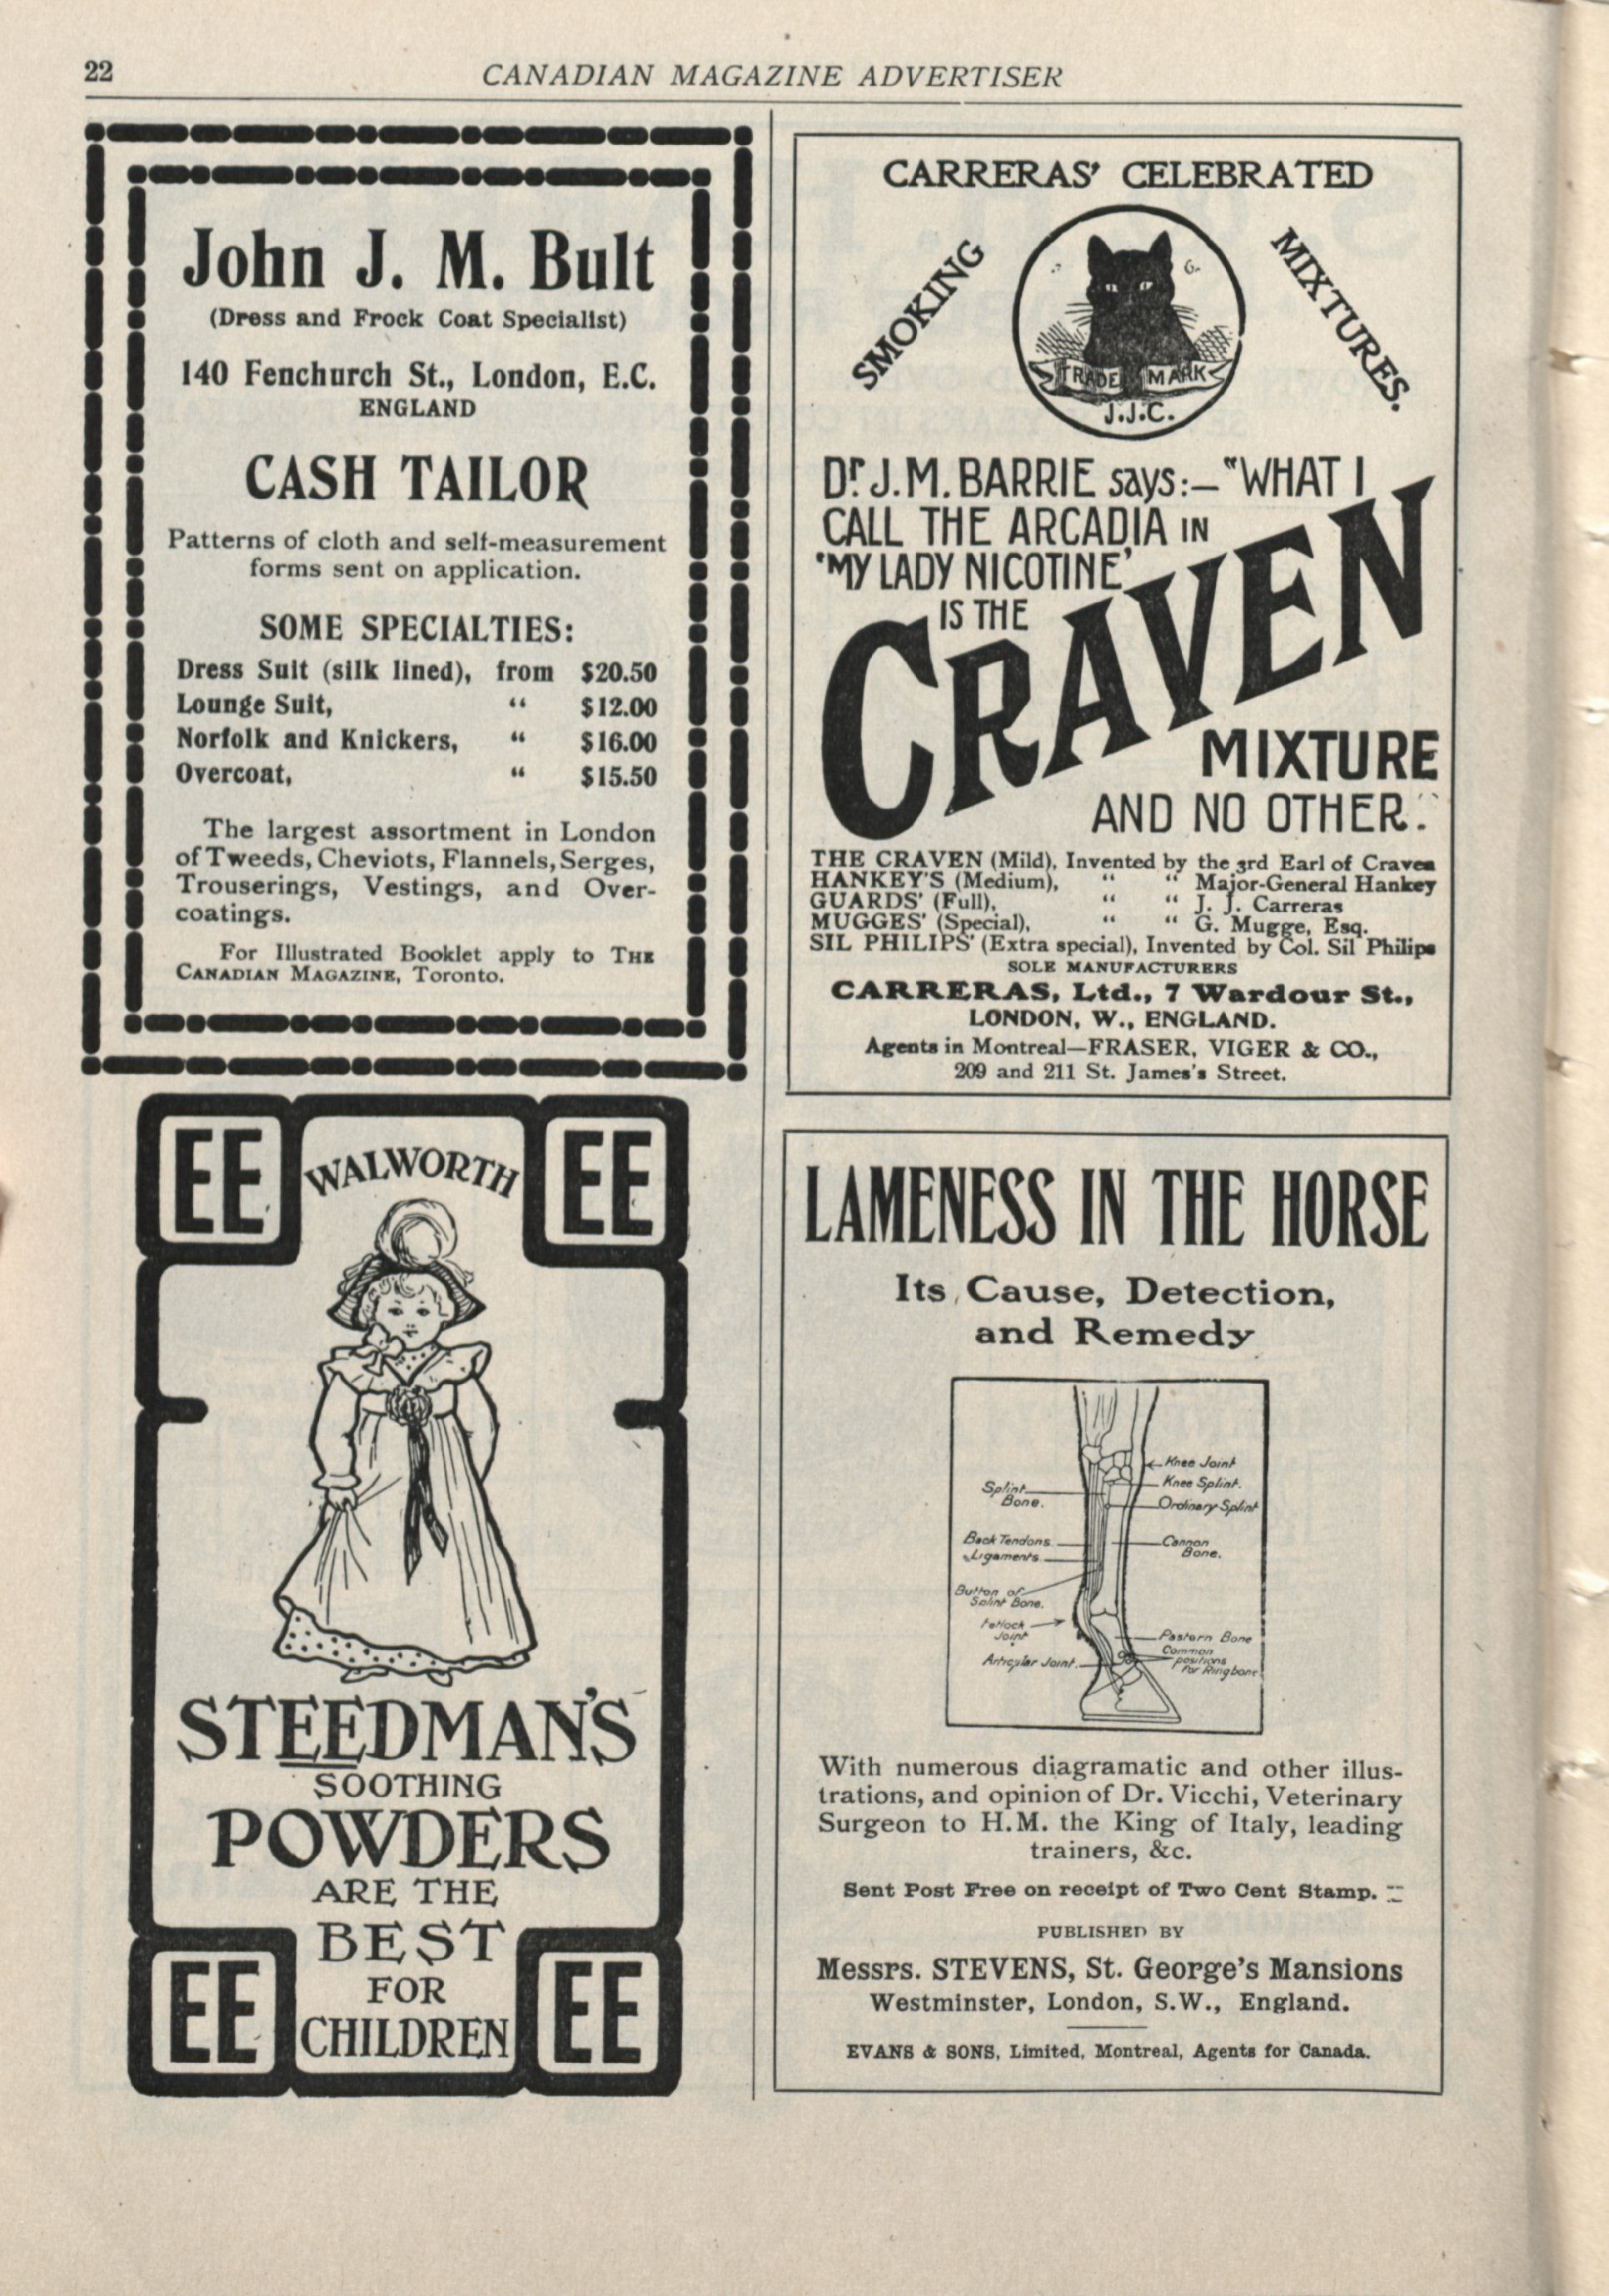 22
CANADIAN MAGAZINE ADVERTISER
John J. M. Bult
(Dress and Frock Coat Specialist)
140 Fenchurch St., London, E.C.
ENGLAND
CASH TAILOR
Patterns of cloth and self-measurement
forms sent on application.
SOME SPECIALTIES:
Dress Suit (silk lined), from $20.50
Lounge Suit, “ $12.00
Norfolk and Knickers, “ $16.00
Overcoat, “ $15.50
The largest assortment in London
of Tweeds, Cheviots, Flannels, Serges,
Trouserings, Vestings, and Over-
coatings.
For Illustrated Booklet apply to THE
CANADIAN MAGAZINE, Toronto.
EE WALWORTH EE
STEEDMAN'S
SOOTHING
POWDERS
ARE THE
BEST
FOR
CHILDREN
EE EE
CARRERAS' CELEBRATED
SMOKING MIXTURES.
TRADE MARK
J.J.C.
Dr. J.M. BARRIE says:— "WHAT I
CALL THE ARCADIA IN
'MY LADY NICOTINE'
IS THE
CRAVEN
MIXTURE
AND NO OTHER."
THE CRAVEN (Mild), Invented by the 3rd Earl of Craven
HANKEY'S (Medium), “ “ Major-General Hankey
GUARDS' (Full), “ “ J. J. Carreras
MUGGES' (Special), “ “ G. Mugge, Esq.
SIL PHILIPS' (Extra special), Invented by Col. Sil Philips
SOLE MANUFACTURERS
CARRERAS, Ltd., 7 Wardour St.,
LONDON, W., ENGLAND.
Agents in Montreal—FRASER, VIGER & CO.,
209 and 211 St. James's Street.
LAMENESS IN THE HORSE
Its Cause, Detection,
and Remedy
Knee Joint
Knee Splint.
Splint
Bone.
Ordinary Splint
Back Tendons
Ligaments
Cannon
Bone.
Button of
Splint Bone.
Fetlock
Joint
Pastern Bone
Common
positions
For Ringbone
Articular Joint.
With numerous diagramatic and other illus-
trations, and opinion of Dr. Vicchi, Veterinary
Surgeon to H.M. the King of Italy, leading
trainers, &c.
Sent Post Free on receipt of Two Cent Stamp.
PUBLISHED BY
Messrs. STEVENS, St. George's Mansions
Westminster, London, S.W., England.
EVANS & SONS, Limited, Montreal, Agents for Canada.